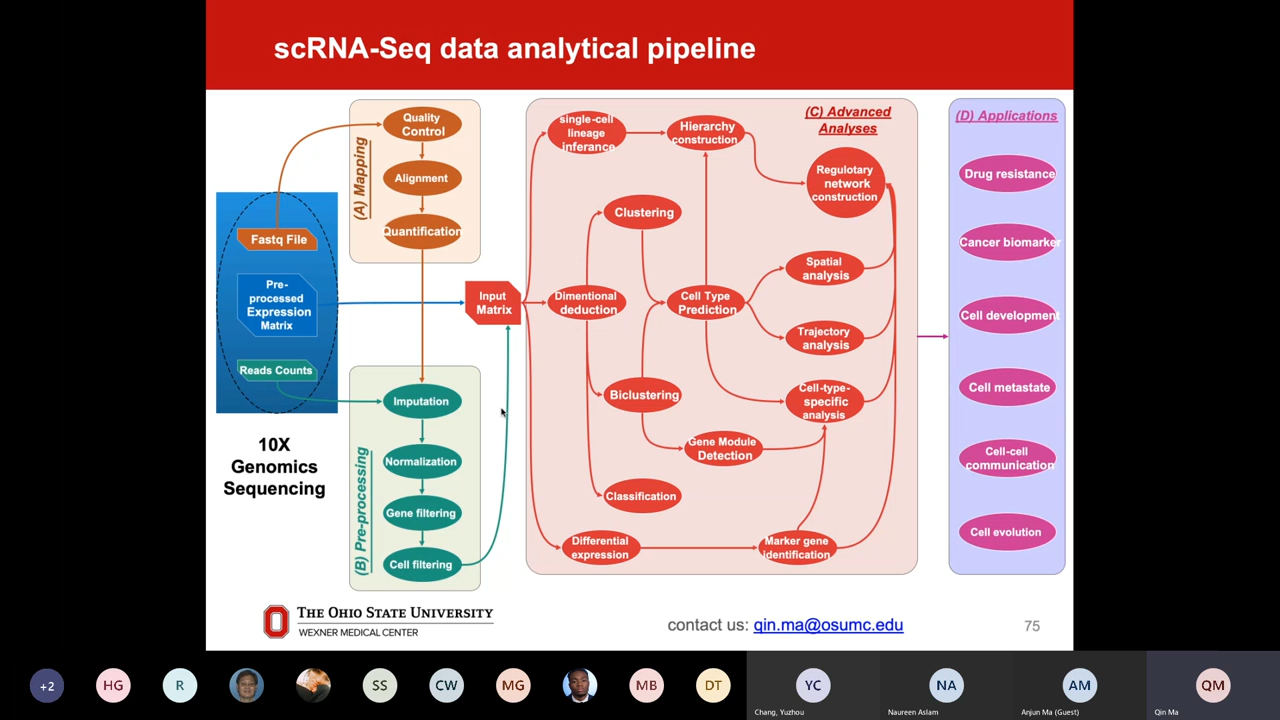 scRNA-Seq data analytical pipeline
Fastq File
Pre-
processed
Expression
Matrix
Reads Counts
10X
Genomics
Sequencing
(A) Mapping
Quality
Control
Alignment
Quantification
(B) Pre-processing
Imputation
Normalization
Gene filtering
Cell filtering
Input
Matrix
(C) Advanced
Analyses
single-cell
lineage
inferance
Hierarchy
construction
Regulotary
network
construction
Clustering
Dimentional
deduction
Cell Type
Prediction
Spatial
analysis
Trajectory
analysis
Biclustering
Cell-type-
specific
analysis
Gene Module
Detection
Classification
Differential
expression
Marker gene
identification
(D) Applications
Drug resistance
Cancer biomarker
Cell development
Cell metastate
Cell-cell
communication
Cell evolution
THE OHIO STATE UNIVERSITY
WEXNER MEDICAL CENTER
contact us: qin.ma@osumc.edu
75
+2
HG
R
SS
CW
MG
MB
DT
YC
Chang, Yuzhou
NA
Naureen Aslam
AM
Anjun Ma (Guest)
QM
Qin Ma